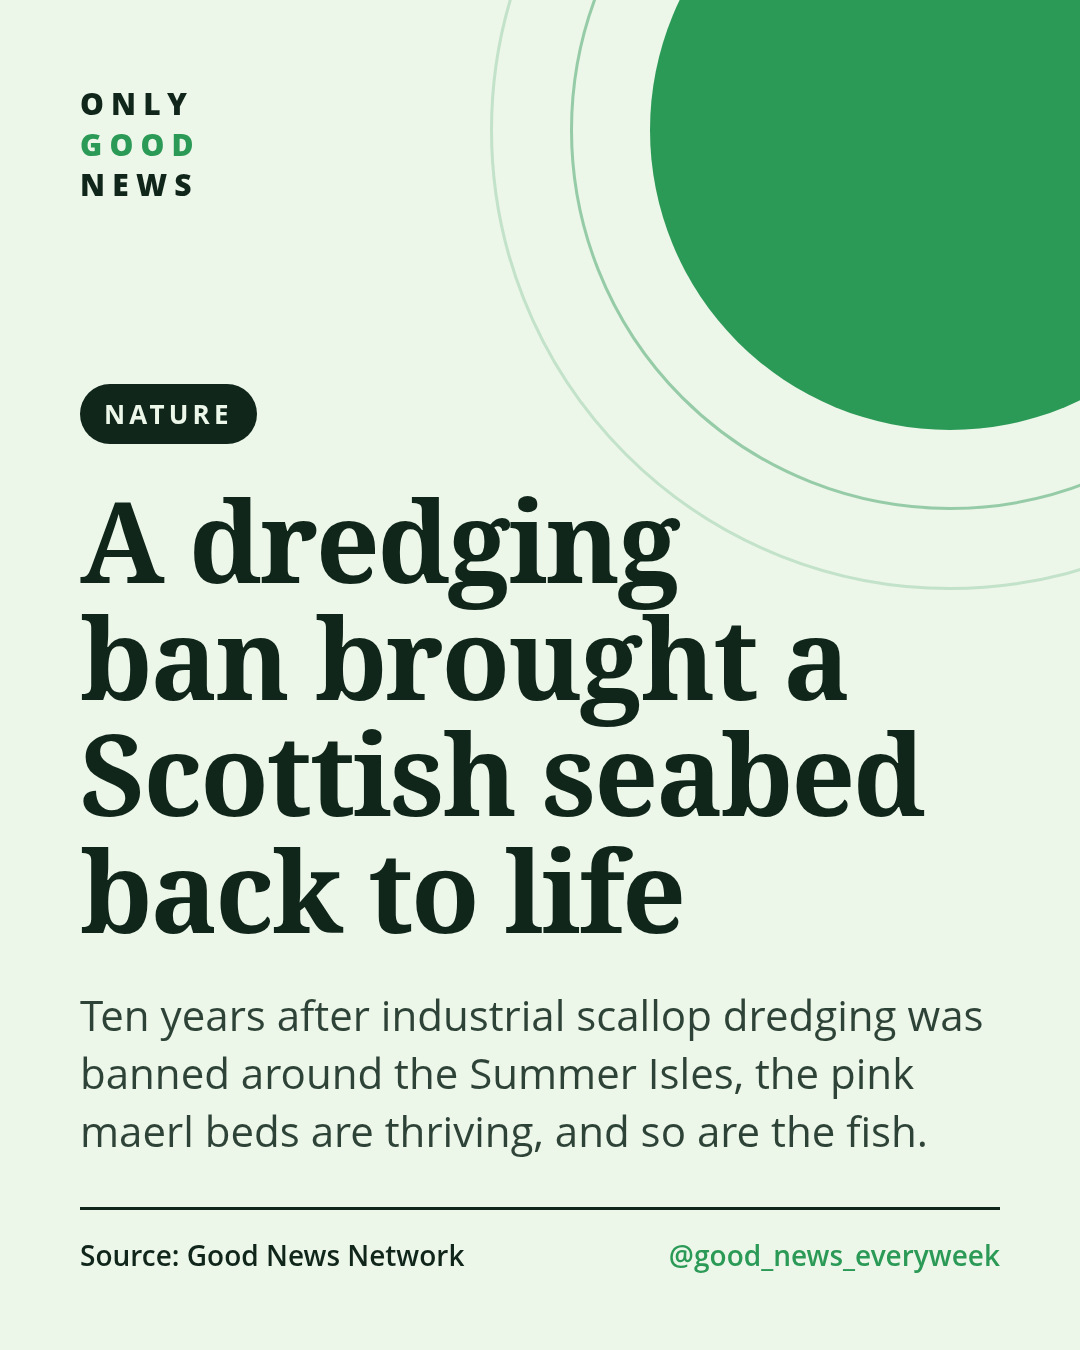 ONLY
GOOD
NEWS
NATURE
A dredging
ban brought a
Scottish seabed
back to life
Ten years after industrial scallop dredging was
banned around the Summer Isles, the pink
maerl beds are thriving, and so are the fish.
Source: Good News Network
@good_news_everyweek